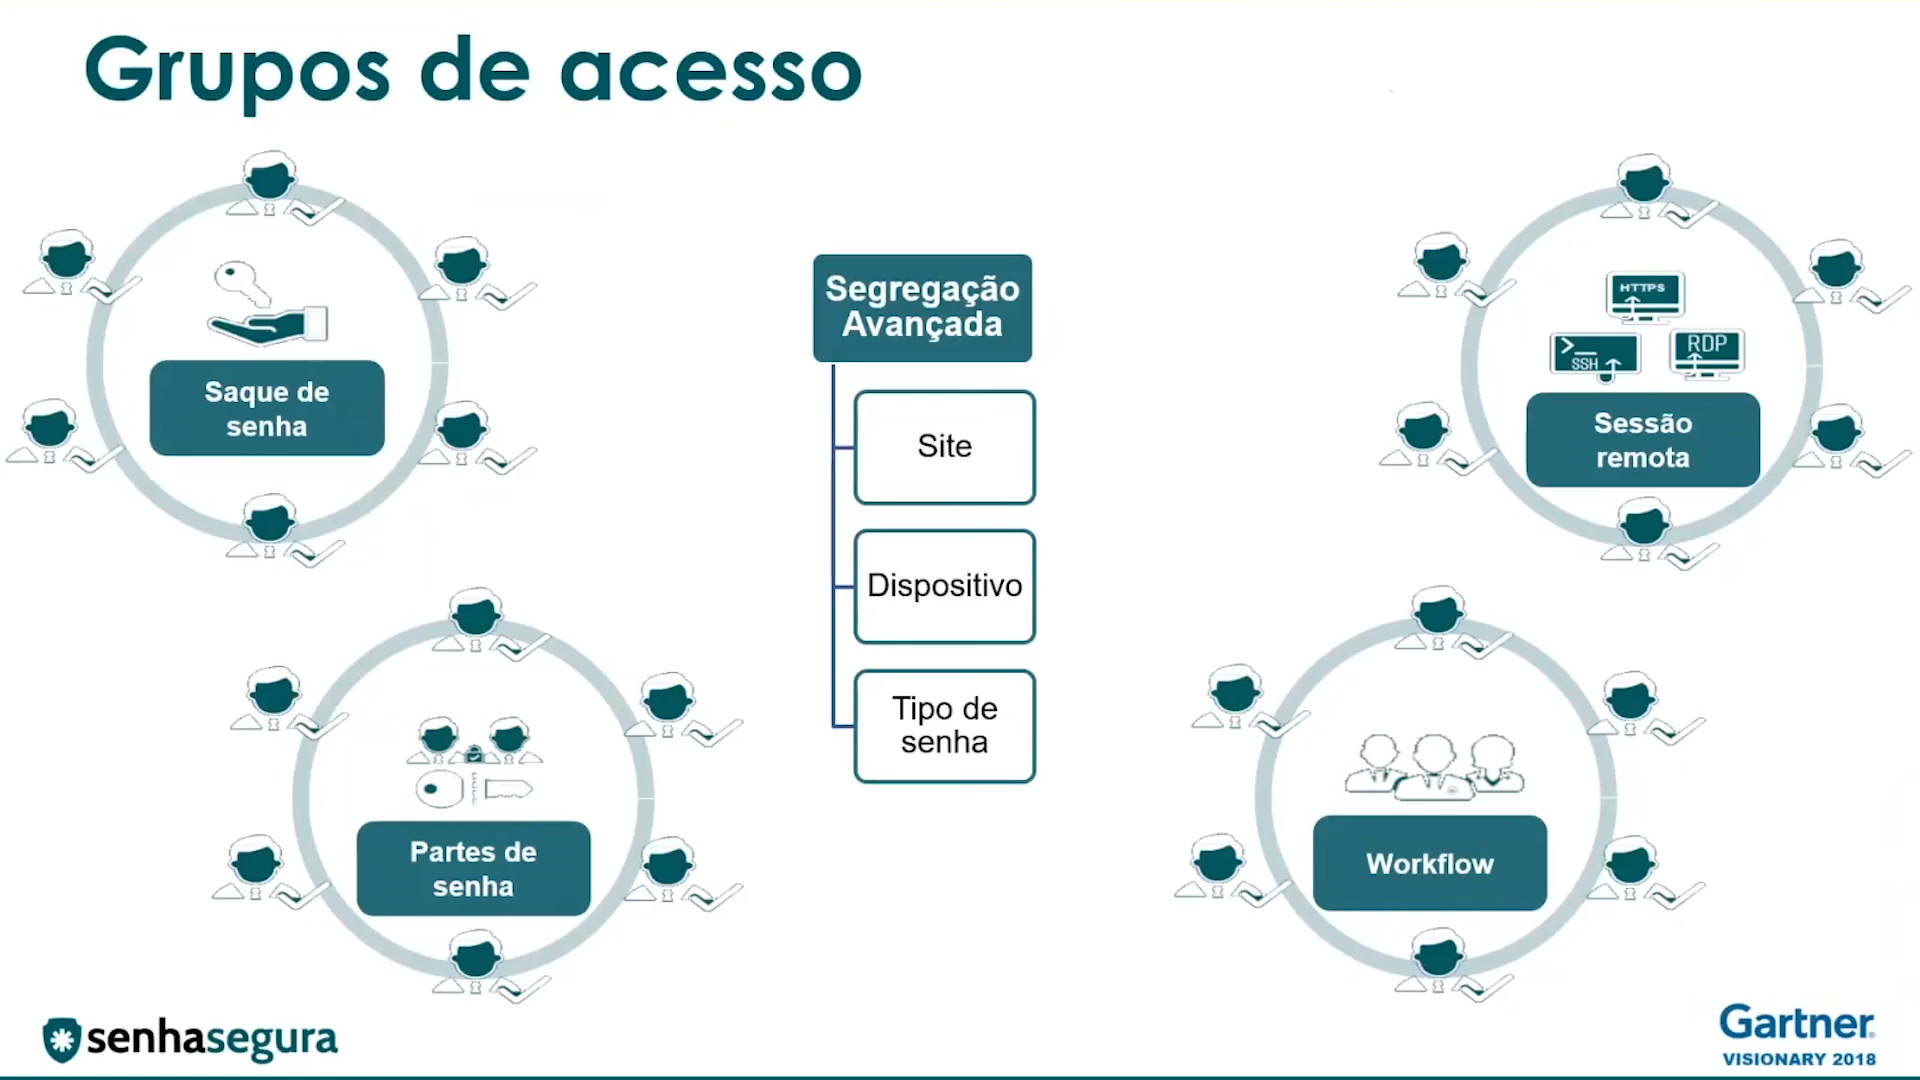 Grupos de acesso
Saque de
senha
Segregação
Avançada
Site
Dispositivo
Tipo de
senha
HTTPS
>_
SSH
RDP
Sessão
remota
Partes de
senha
Workflow
senhasegura
Gartner
VISIONARY 2018